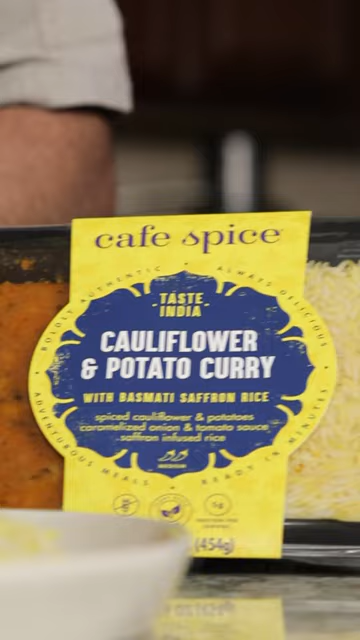 cafe spice
BOLDLY AUTHENTIC • ALWAYS DELICIOUS
TASTE
INDIA
CAULIFLOWER
& POTATO CURRY
WITH BASMATI SAFFRON RICE
spiced cauliflower & potatoes
caramelized onion & tomato sauce
saffron infused rice
MEDIUM
ADVENTUROUS MEALS • READY IN MINUTES
(454g)